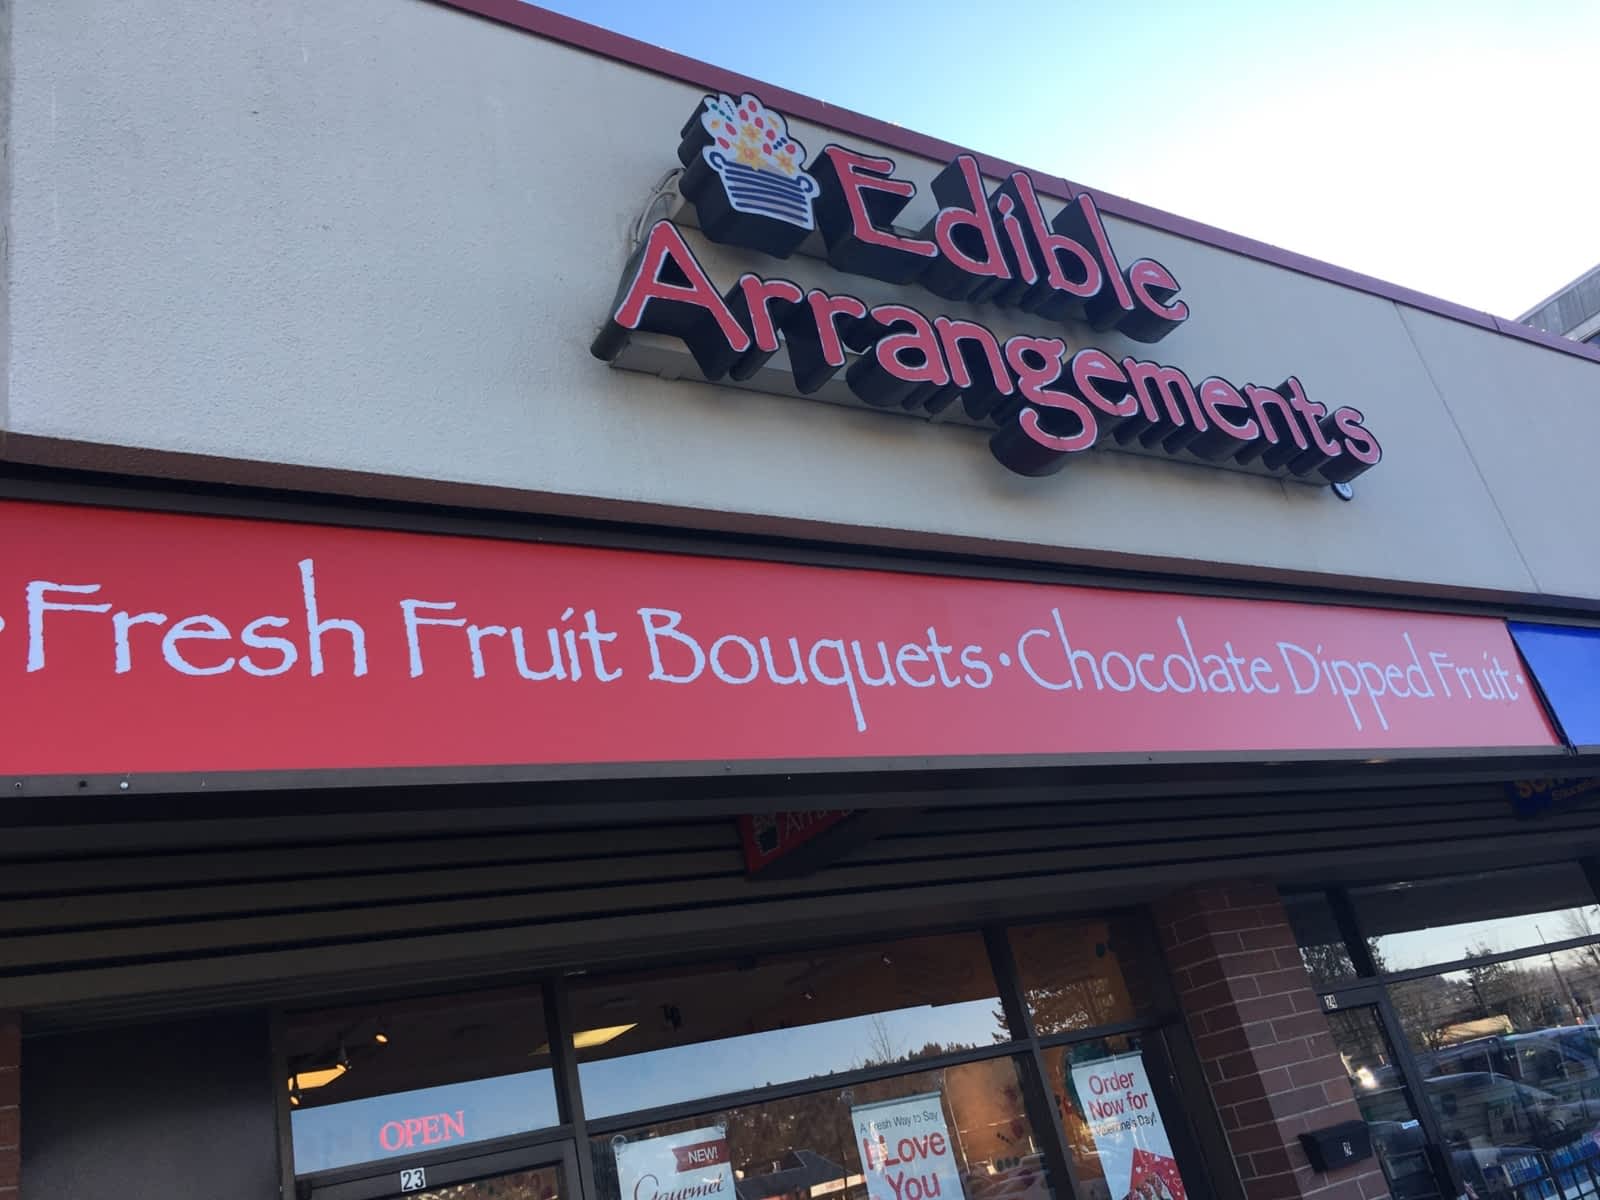 Edible
Arrangements
®
·Fresh Fruit Bouquets·Chocolate Dipped Fruit·
OPEN
23
NEW!
Gourmet
A Fresh Way to Say
I Love
You
Order
Now for
Valentine's Day!
24